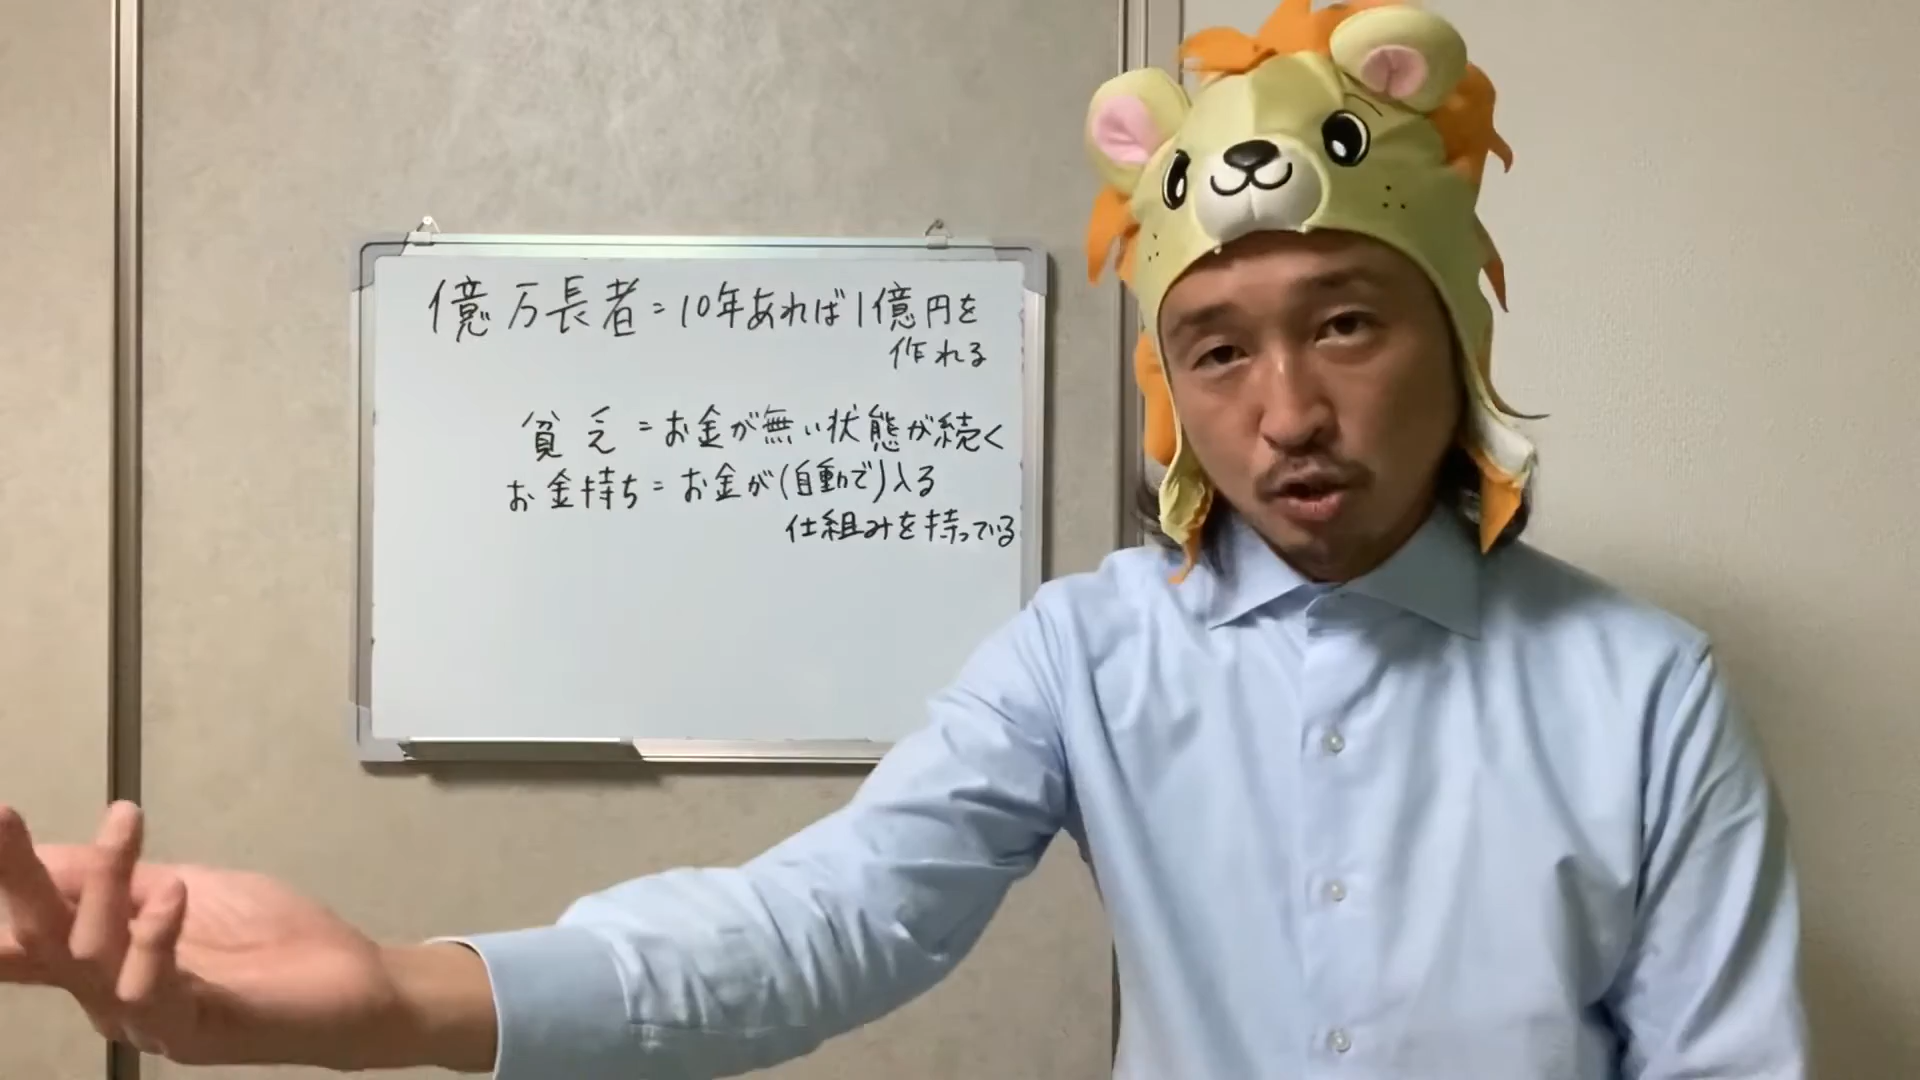 億万長者=10年あれば1億円を
作れる
貧乏=お金が無い状態が続く
お金持ち=お金が(自動で)入る
仕組みを持っている